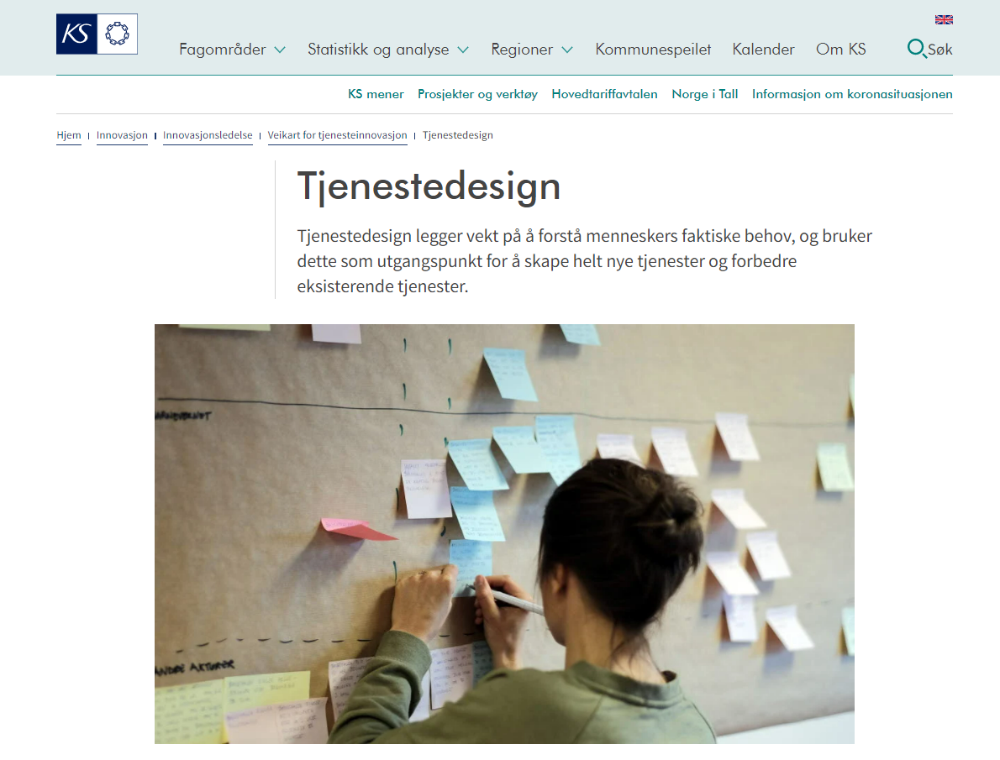 KS
Fagområder
Statistikk og analyse
Regioner
Kommunespeilet
Kalender
Om KS
Søk
KS mener
Prosjekter og verktøy
Hovedtariffavtalen
Norge i Tall
Informasjon om koronasituasjonen
Hjem
Innovasjon
Innovasjonsledelse
Veikart for tjenesteinnovasjon
Tjenestedesign
Tjenestedesign
Tjenestedesign legger vekt på å forstå menneskers faktiske behov, og bruker
dette som utgangspunkt for å skape helt nye tjenester og forbedre
eksisterende tjenester.
ANDRE AKTØRER